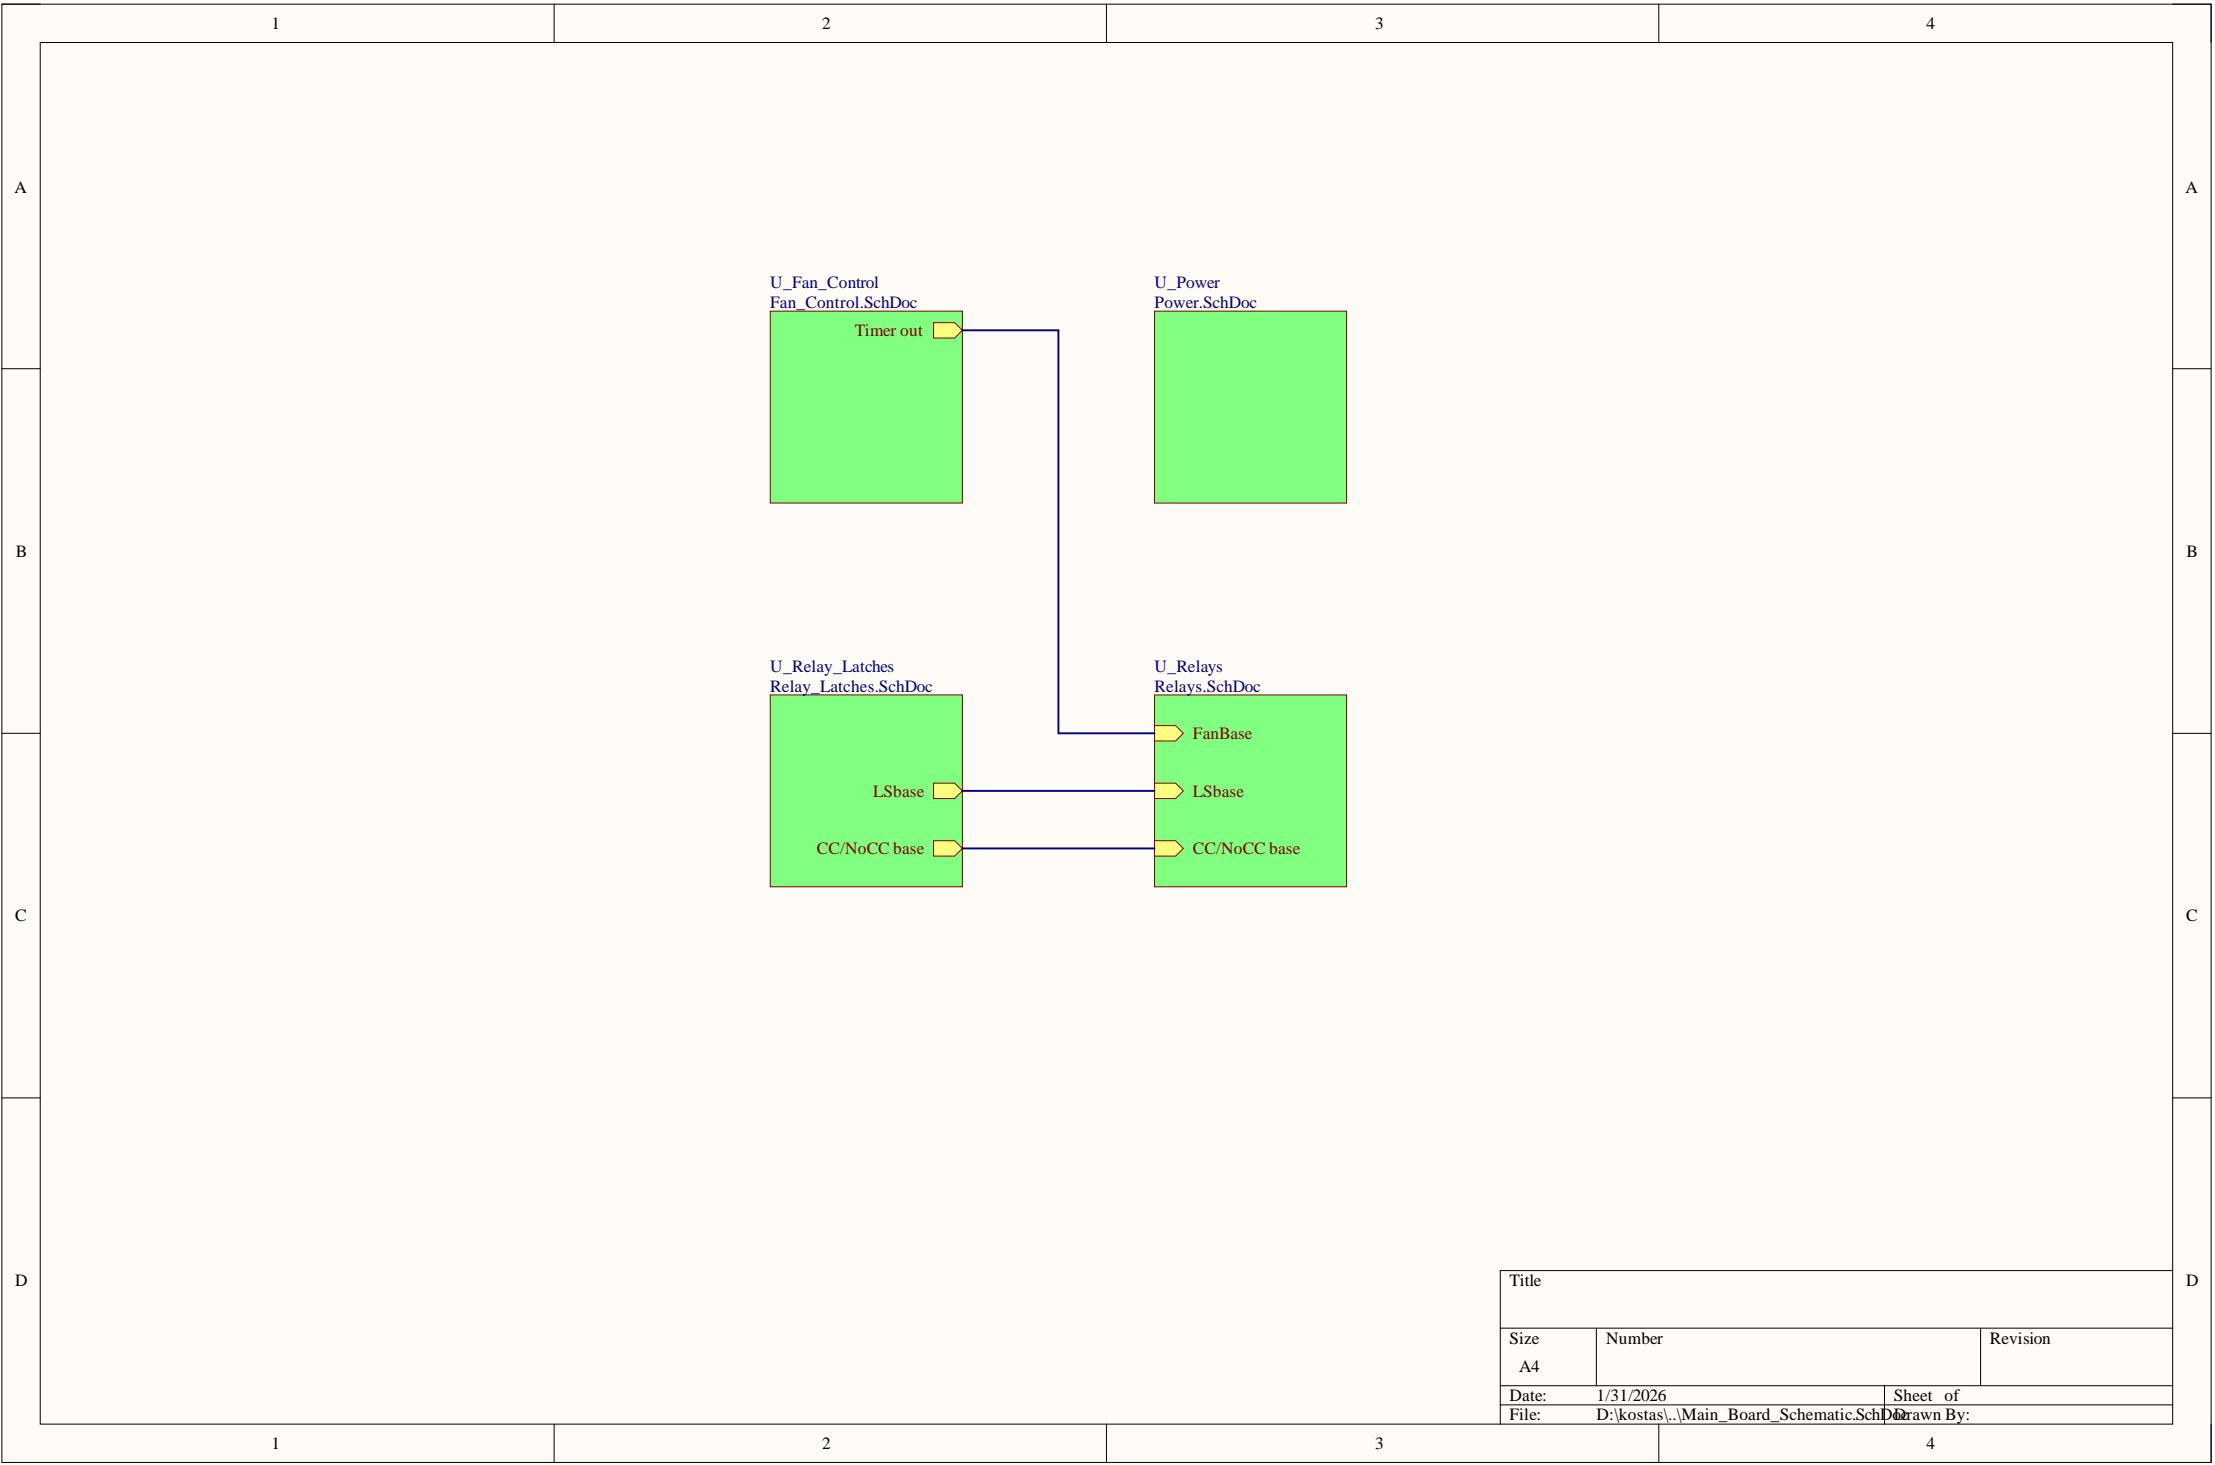 1 2 3 4
A A
U_Fan_Control
Fan_Control.SchDoc
Timer out
U_Power
Power.SchDoc
B B
U_Relay_Latches
Relay_Latches.SchDoc
LSbase
CC/NoCC base
U_Relays
Relays.SchDoc
FanBase
LSbase
CC/NoCC base
C C
D D
Title
Size Number Revision
A4
Date: 1/31/2026 Sheet of
File: D:\kostas\..\Main_Board_Schematic.SchDoc Drawn By:
1 2 3 4